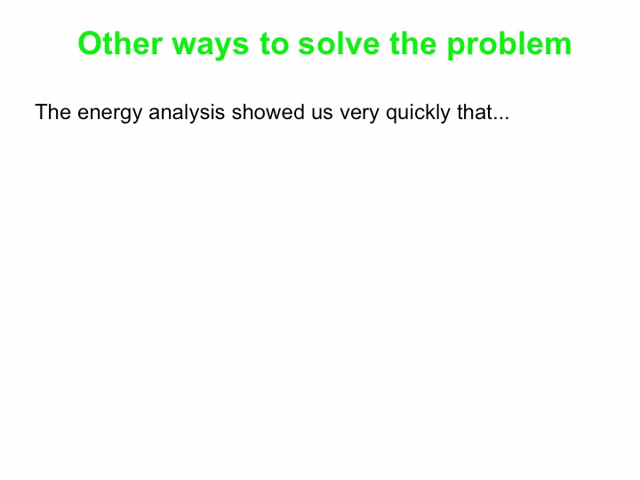 Other ways to solve the problem
The energy analysis showed us very quickly that...